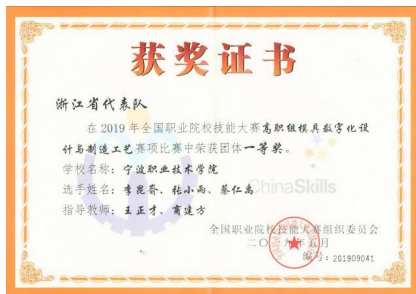 获奖证书
浙江省代表队
在2019年全国职业院校技能大赛高职组模具数字化设
计与制造工艺赛项比赛中荣获团体一等奖。
学校名称：宁波职业技术学院
选手姓名：李昆鼐、张小雨、蔡仁禹
指导教师：王正才、商建方
ChinaSkills
全国职业院校技能大赛组织委员会
二〇一九年五月
编号：201909041